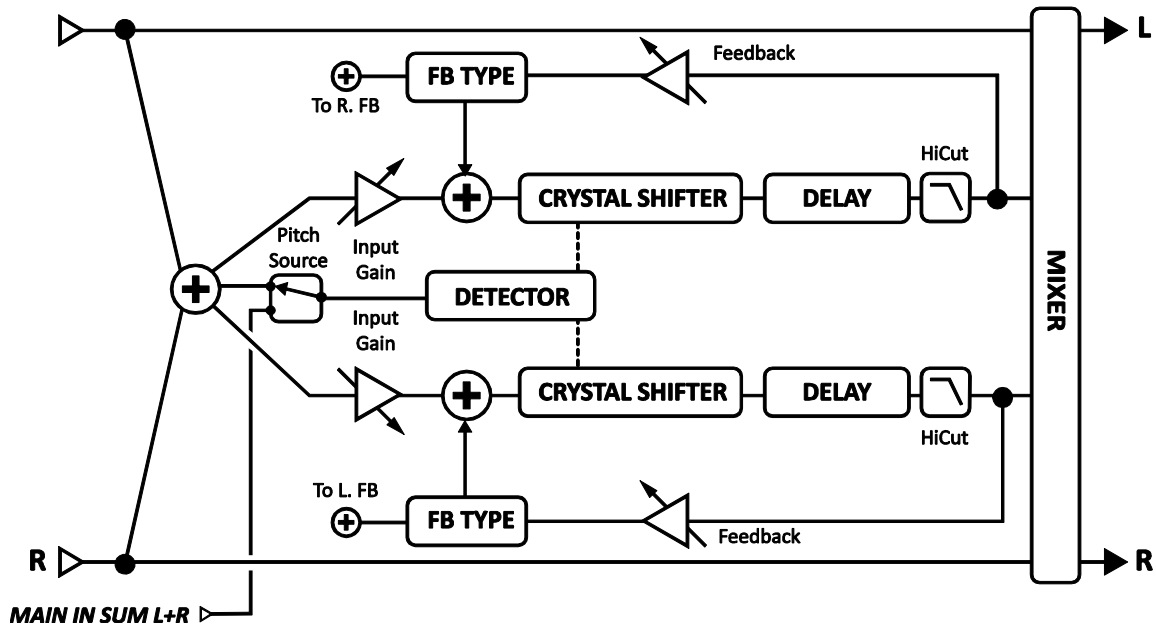 L
Feedback
FB TYPE
To R. FB
HiCut
CRYSTAL SHIFTER
DELAY
Pitch
Source
Input
Gain
DETECTOR
MIXER
Input
Gain
CRYSTAL SHIFTER
DELAY
HiCut
To L. FB
FB TYPE
Feedback
R
R
MAIN IN SUM L+R